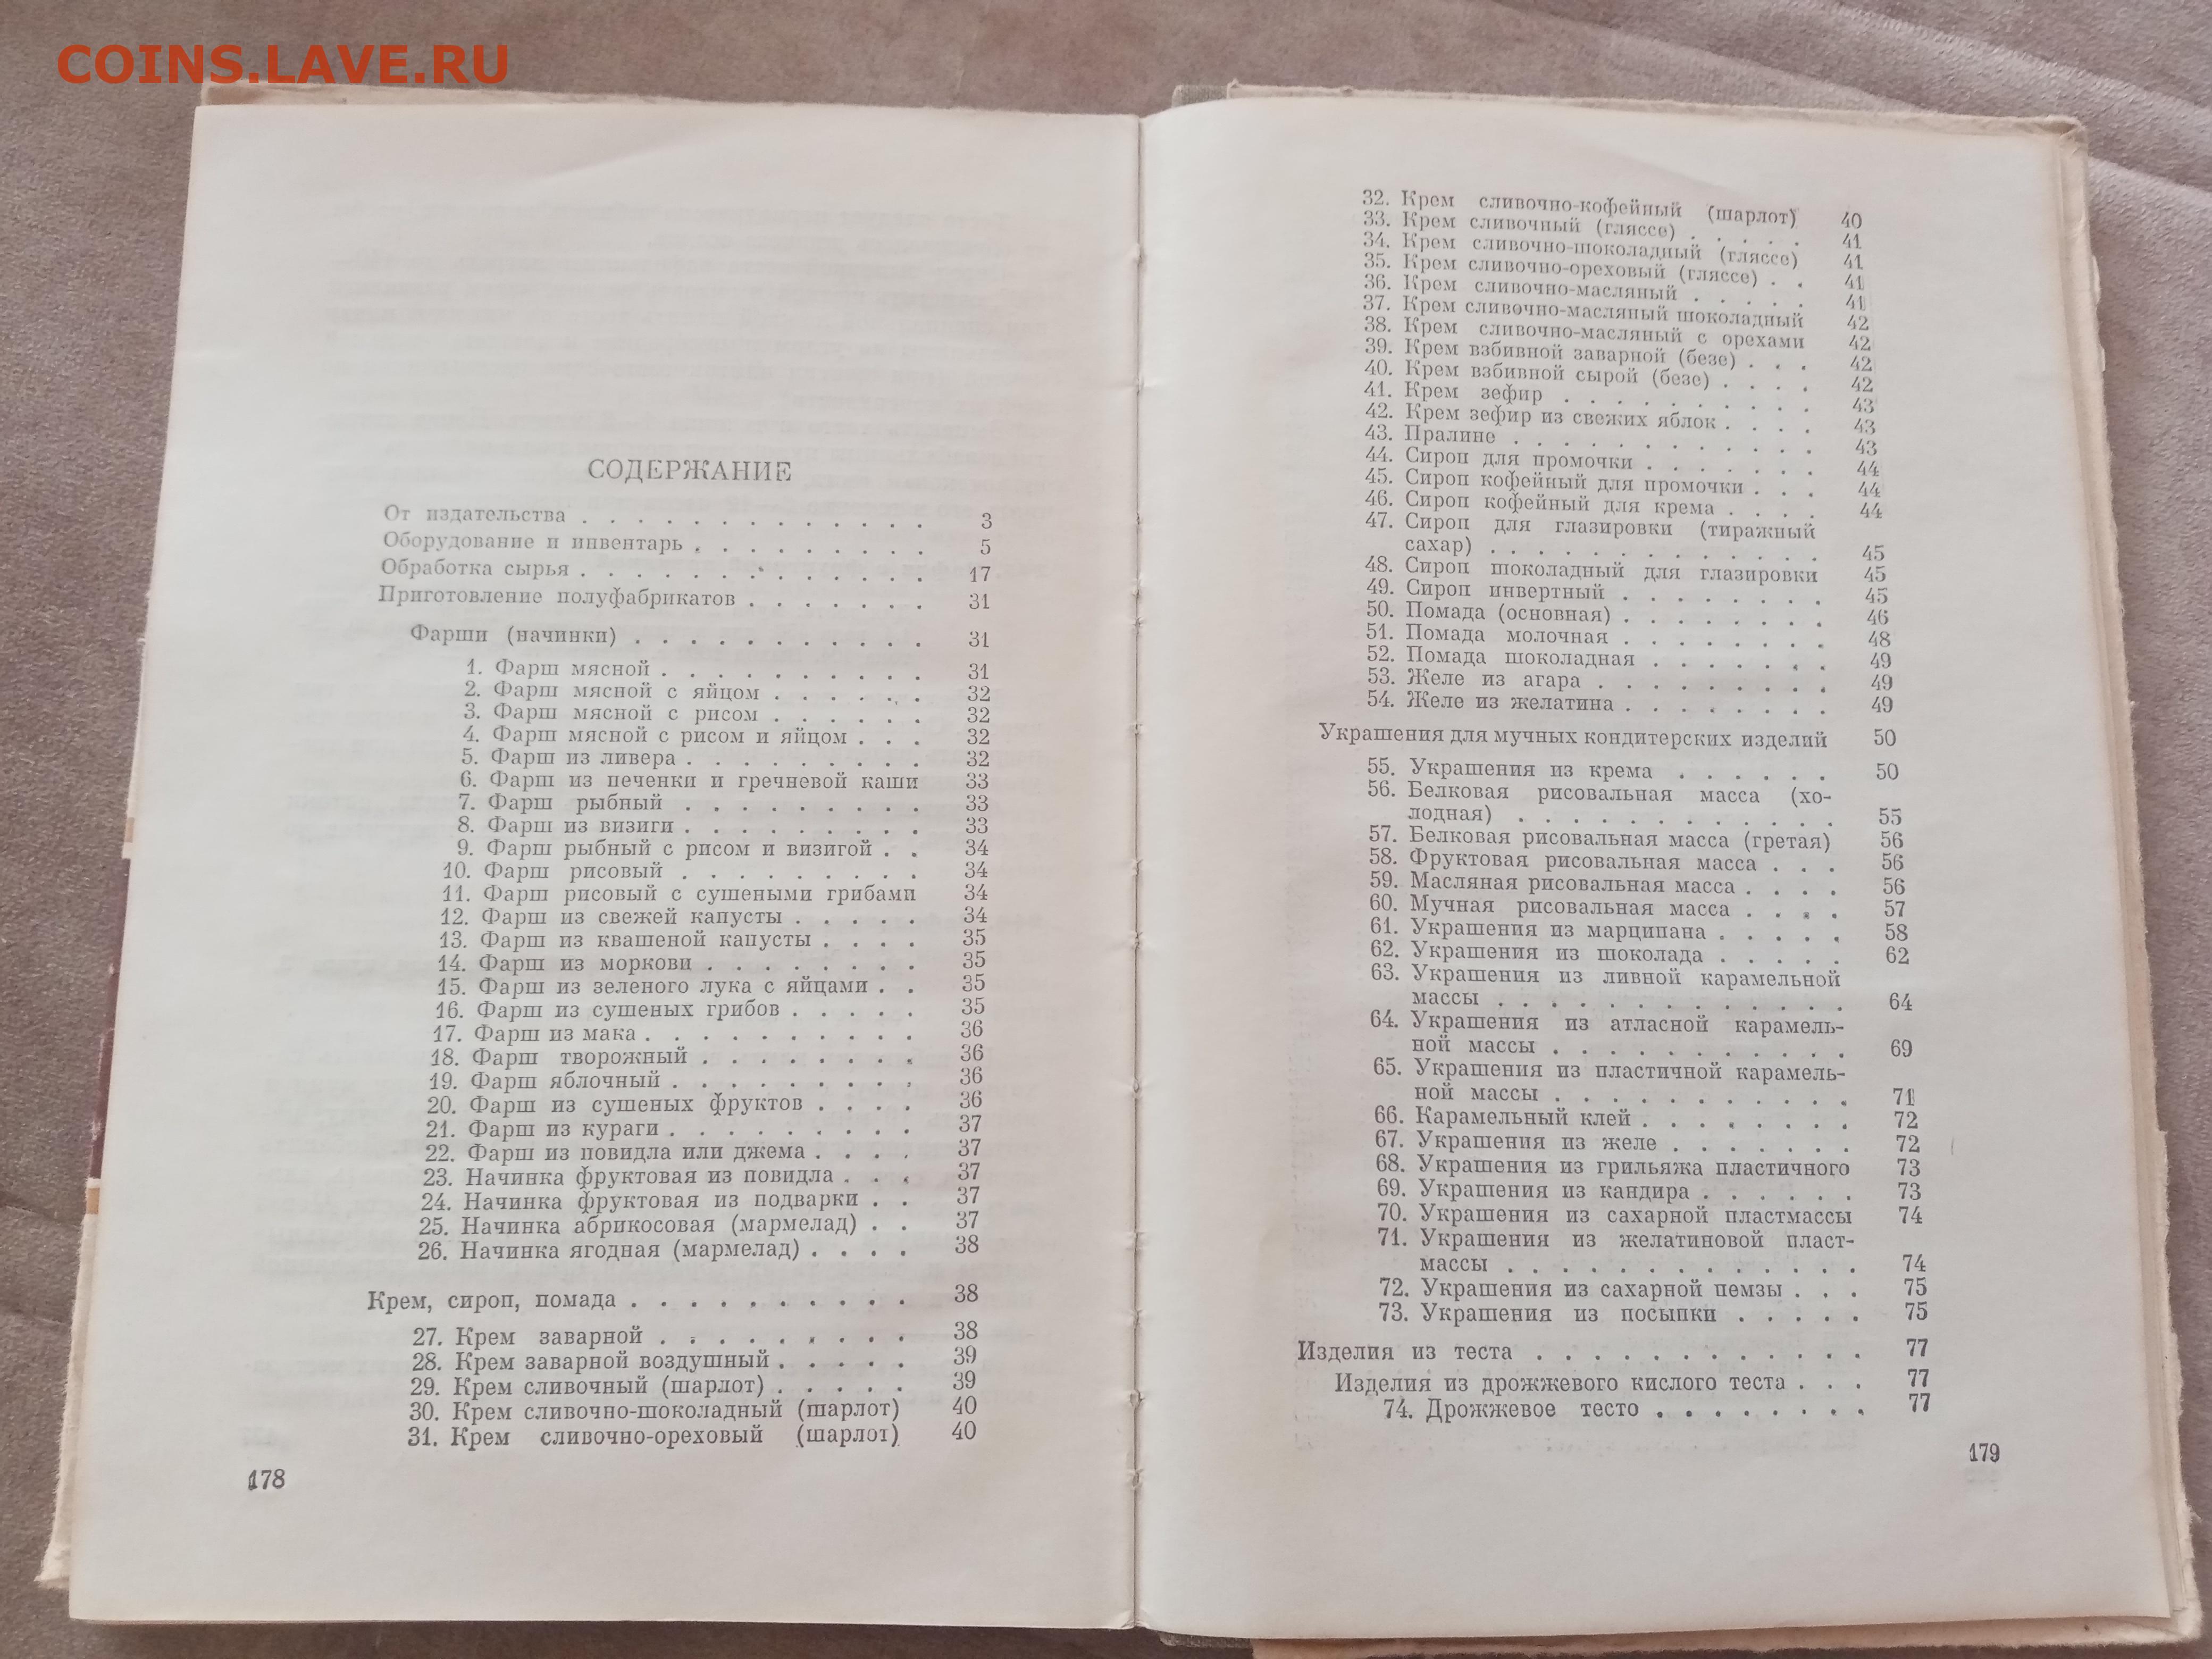 COINS.LAVE.RU
СОДЕРЖАНИЕ
От издательства . . . . . . . . . . . . . 3
Оборудование и инвентарь . . . . . . . . . 5
Обработка сырья . . . . . . . . . . . . . 17
Приготовление полуфабрикатов . . . . . . . 31
Фарши (начинки) . . . . . . . . . . . 31
1. Фарш мясной . . . . . . . . . . 31
2. Фарш мясной с яйцом . . . . . . 32
3. Фарш мясной с рисом . . . . . . 32
4. Фарш мясной с рисом и яйцом . . . 32
5. Фарш из ливера . . . . . . . . . 32
6. Фарш из печенки и гречневой каши 33
7. Фарш рыбный . . . . . . . . . 33
8. Фарш из визиги . . . . . . . . . 33
9. Фарш рыбный с рисом и визигой . . 34
10. Фарш рисовый . . . . . . . . . 34
11. Фарш рисовый с сушеными грибами 34
12. Фарш из свежей капусты . . . . . 34
13. Фарш из квашеной капусты . . . . 35
14. Фарш из моркови . . . . . . . . 35
15. Фарш из зеленого лука с яйцами . . 35
16. Фарш из сушеных грибов . . . . . 35
17. Фарш из мака . . . . . . . . . . 36
18. Фарш творожный . . . . . . . . 36
19. Фарш яблочный . . . . . . . . . 36
20. Фарш из сушеных фруктов . . . . 36
21. Фарш из кураги . . . . . . . . . 37
22. Фарш из повидла или джема . . . . 37
23. Начинка фруктовая из повидла . . . 37
24. Начинка фруктовая из подварки . . 37
25. Начинка абрикосовая (мармелад) . . 37
26. Начинка ягодная (мармелад) . . . . 38
Крем, сироп, помада . . . . . . . . . . 38
27. Крем заварной . . . . . . . . . 38
28. Крем заварной воздушный . . . . . 39
29. Крем сливочный (шарлот) . . . . . 39
30. Крем сливочно-шоколадный (шарлот) 40
31. Крем сливочно-ореховый (шарлот) 40
178
32. Крем сливочно-кофейный (шарлот) 40
33. Крем сливочный (гляссе) . . . . . 41
34. Крем сливочно-шоколадный (гляссе) 41
35. Крем сливочно-ореховый (гляссе) . . 41
36. Крем сливочно-масляный . . . . . 41
37. Крем сливочно-масляный шоколадный 42
38. Крем сливочно-масляный с орехами 42
39. Крем взбивной заварной (безе) . . . 42
40. Крем взбивной сырой (безе) . . . . 42
41. Крем зефир . . . . . . . . . . 43
42. Крем зефир из свежих яблок . . . . 43
43. Пралине . . . . . . . . . . . 43
44. Сироп для промочки . . . . . . . 44
45. Сироп кофейный для промочки . . . 44
46. Сироп кофейный для крема . . . . 44
47. Сироп для глазировки (тиражный
сахар) . . . . . . . . . . . . . 45
48. Сироп шоколадный для глазировки 45
49. Сироп инвертный . . . . . . . . 45
50. Помада (основная) . . . . . . . . 46
51. Помада молочная . . . . . . . . 48
52. Помада шоколадная . . . . . . . 49
53. Желе из агара . . . . . . . . . 49
54. Желе из желатина . . . . . . . . 49
Украшения для мучных кондитерских изделий 50
55. Украшения из крема . . . . . . 50
56. Белковая рисовальная масса (хо-
лодная) . . . . . . . . . . . . 55
57. Белковая рисовальная масса (гретая) 56
58. Фруктовая рисовальная масса . . . 56
59. Масляная рисовальная масса . . . . 56
60. Мучная рисовальная масса . . . . 57
61. Украшения из марципана . . . . . 58
62. Украшения из шоколада . . . . . 62
63. Украшения из ливной карамельной
массы . . . . . . . . . . . . . 64
64. Украшения из атласной карамель-
ной массы . . . . . . . . . . . 69
65. Украшения из пластичной карамель-
ной массы . . . . . . . . . . . 71
66. Карамельный клей . . . . . . . . 72
67. Украшения из желе . . . . . . . 72
68. Украшения из грильяжа пластичного 73
69. Украшения из кандира . . . . . . 73
70. Украшения из сахарной пластмассы 74
71. Украшения из желатиновой пласт-
массы . . . . . . . . . . . . . 74
72. Украшения из сахарной пемзы . . . 75
73. Украшения из посыпки . . . . . 75
Изделия из теста . . . . . . . . . . . . 77
Изделия из дрожжевого кислого теста . . . 77
74. Дрожжевое тесто . . . . . . . . 77
179